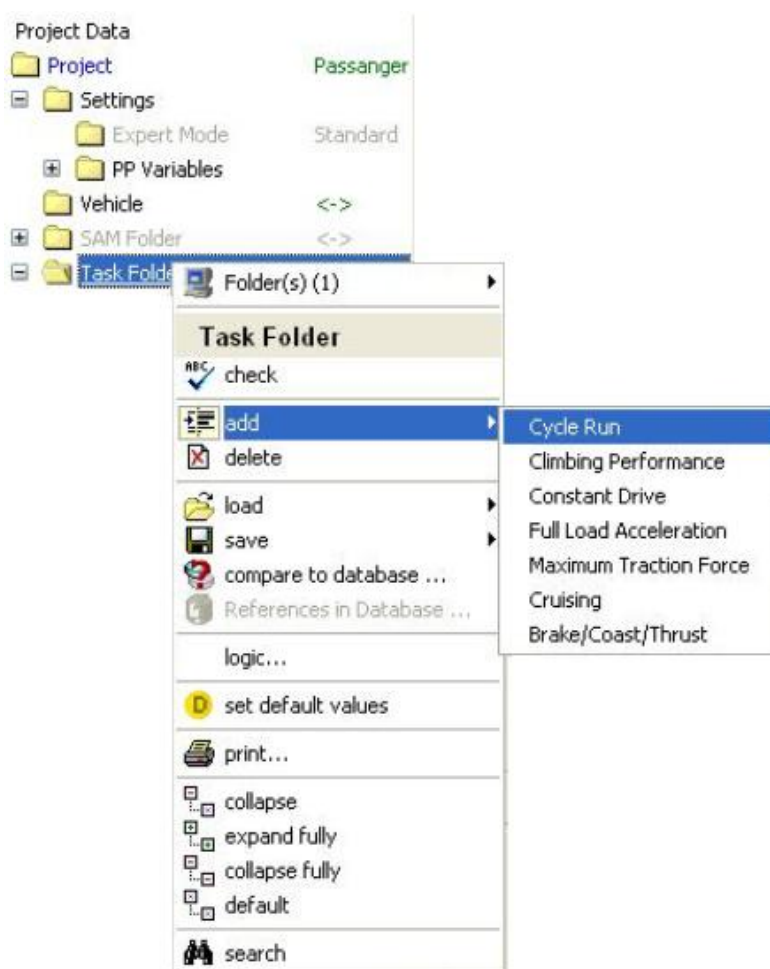 Project Data
Project Passanger
Settings
Expert Mode Standard
PP Variables
Vehicle <->
SAM Folder <->
Task Folde
Folder(s) (1)
Task Folder
ABC check
add
delete
load
save
compare to database ...
References in Database ...
logic...
D set default values
print...
collapse
expand fully
collapse fully
default
search
Cycle Run
Climbing Performance
Constant Drive
Full Load Acceleration
Maximum Traction Force
Cruising
Brake/Coast/Thrust